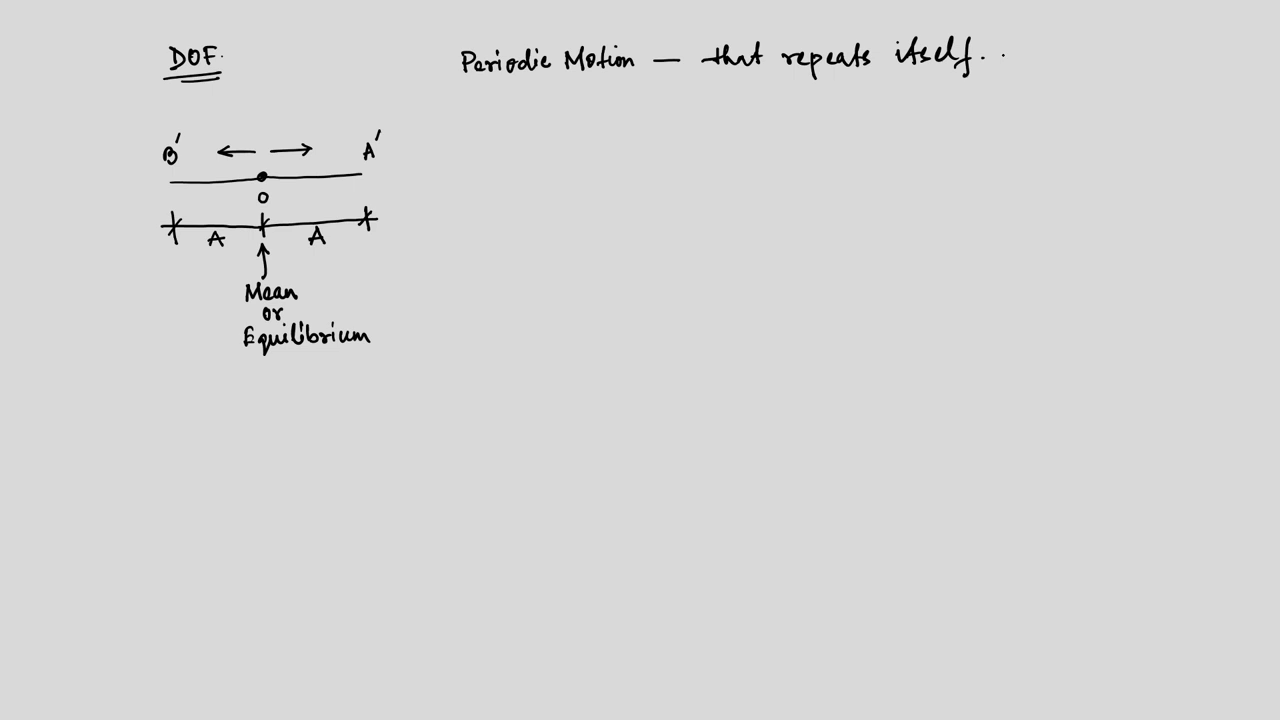 DOF.
Periodic Motion — that repeats itself..
B' ← → A'
O
A A
↑
Mean
or
Equilibrium